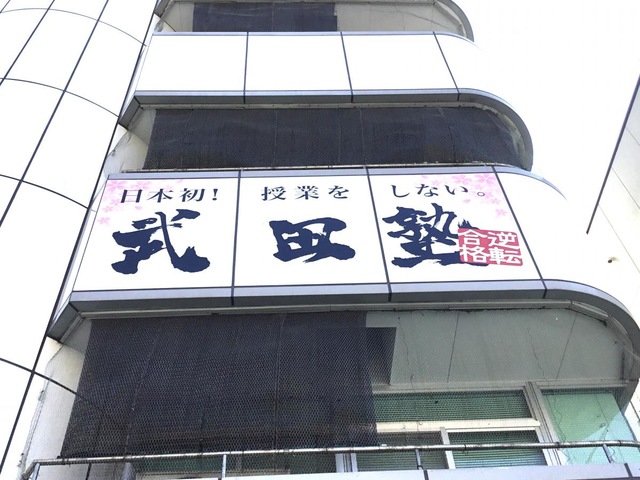 日本初！授業をしない。
武田塾
逆転
合格